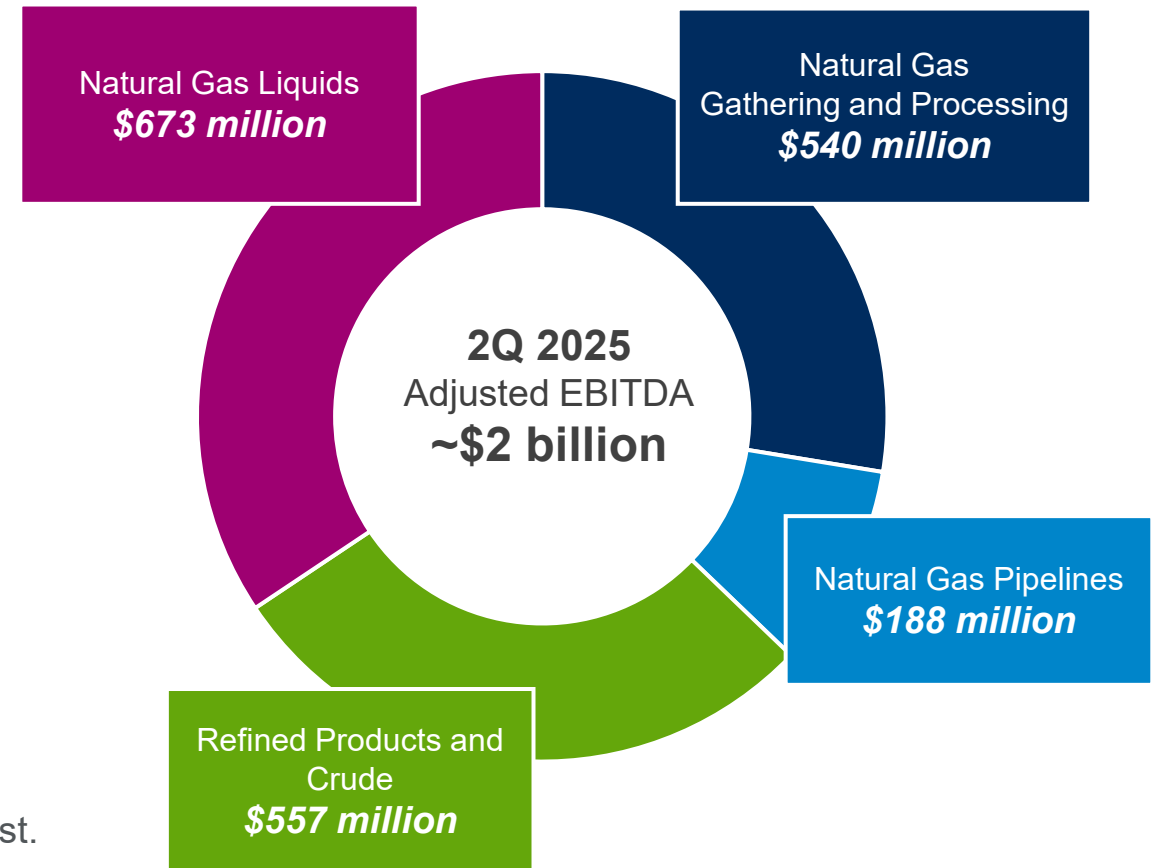 Natural Gas Liquids
$673 million
Natural Gas
Gathering and Processing
$540 million
2Q 2025
Adjusted EBITDA
~$2 billion
Natural Gas Pipelines
$188 million
Refined Products and
Crude
$557 million
st.